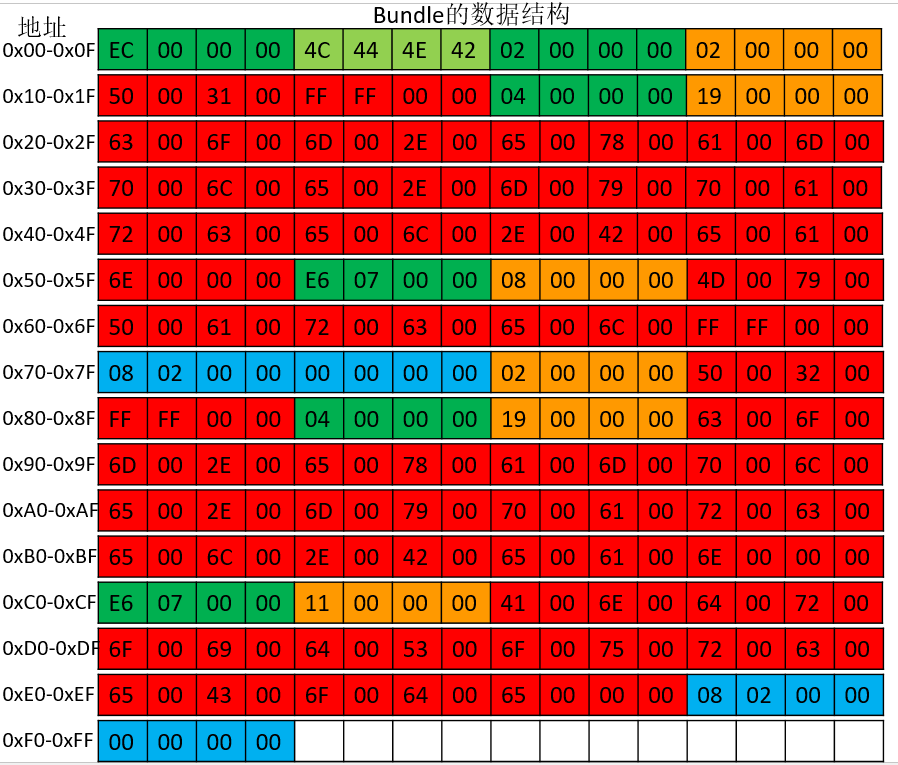 Bundle的数据结构
地址
0x00-0x0F EC 00 00 00 4C 44 4E 42 02 00 00 00 02 00 00 00
0x10-0x1F 50 00 31 00 FF FF 00 00 04 00 00 00 19 00 00 00
0x20-0x2F 63 00 6F 00 6D 00 2E 00 65 00 78 00 61 00 6D 00
0x30-0x3F 70 00 6C 00 65 00 2E 00 6D 00 79 00 70 00 61 00
0x40-0x4F 72 00 63 00 65 00 6C 00 2E 00 42 00 65 00 61 00
0x50-0x5F 6E 00 00 00 E6 07 00 00 08 00 00 00 4D 00 79 00
0x60-0x6F 50 00 61 00 72 00 63 00 65 00 6C 00 FF FF 00 00
0x70-0x7F 08 02 00 00 00 00 00 00 02 00 00 00 50 00 32 00
0x80-0x8F FF FF 00 00 04 00 00 00 19 00 00 00 63 00 6F 00
0x90-0x9F 6D 00 2E 00 65 00 78 00 61 00 6D 00 70 00 6C 00
0xA0-0xAF 65 00 2E 00 6D 00 79 00 70 00 61 00 72 00 63 00
0xB0-0xBF 65 00 6C 00 2E 00 42 00 65 00 61 00 6E 00 00 00
0xC0-0xCF E6 07 00 00 11 00 00 00 41 00 6E 00 64 00 72 00
0xD0-0xDF 6F 00 69 00 64 00 53 00 6F 00 75 00 72 00 63 00
0xE0-0xEF 65 00 43 00 6F 00 64 00 65 00 00 00 08 02 00 00
0xF0-0xFF 00 00 00 00